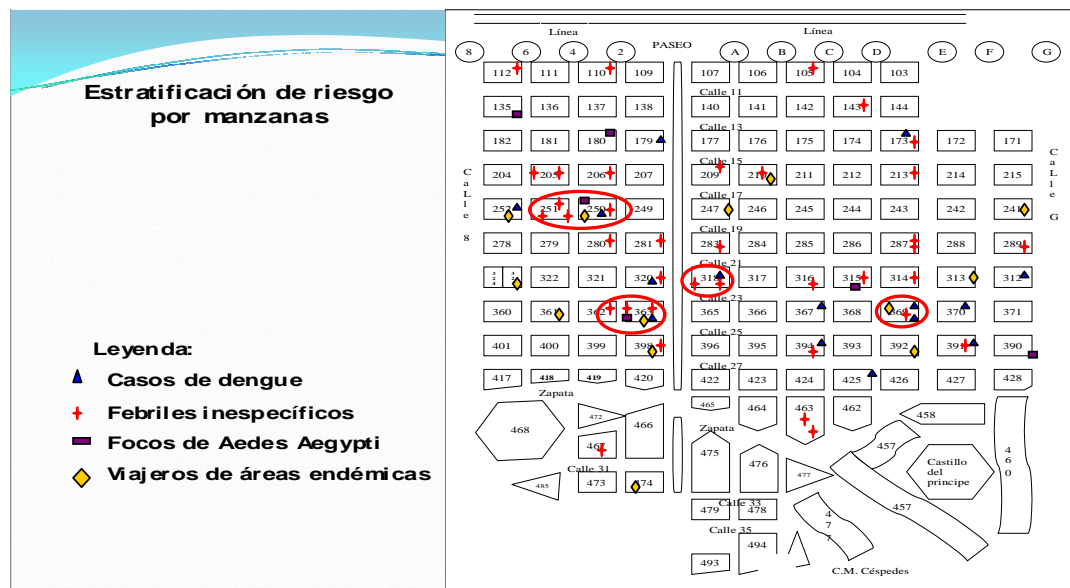 Estratificación de riesgo
por manzanas
Leyenda:
Casos de dengue
Febriles inespecíficos
Focos de Aedes Aegypti
Viajeros de áreas endémicas
Línea Línea
PASEO
8 6 4 2 A B C D E F G
112 111 110 109 107 106 105 104 103
Calle 11
135 136 137 138 140 141 142 143 144
Calle 13
182 181 180 179 177 176 175 174 173 172 171
Calle 15
204 205 206 207 209 210 211 212 213 214 215
Calle 8
Calle G
Calle 17
252 251 250 249 247 246 245 244 243 242 241
Calle 19
278 279 280 281 283 284 285 286 287 288 289
Calle 21
324 322 321 320 318 317 316 315 314 313 312
Calle 23
360 361 362 363 365 366 367 368 369 370 371
Calle 25
401 400 399 398 396 395 394 393 392 391 390
Calle 27
417 418 419 420 422 423 424 425 426 427 428
Zapata
465 464 463 462
468 472 466 458
Zapata
467 475 476 477 457 460
Calle 31
Castillo
del
principe
485 473 474
457
479 478 477
Calle 33
Calle 35
494
493
C.M. Céspedes